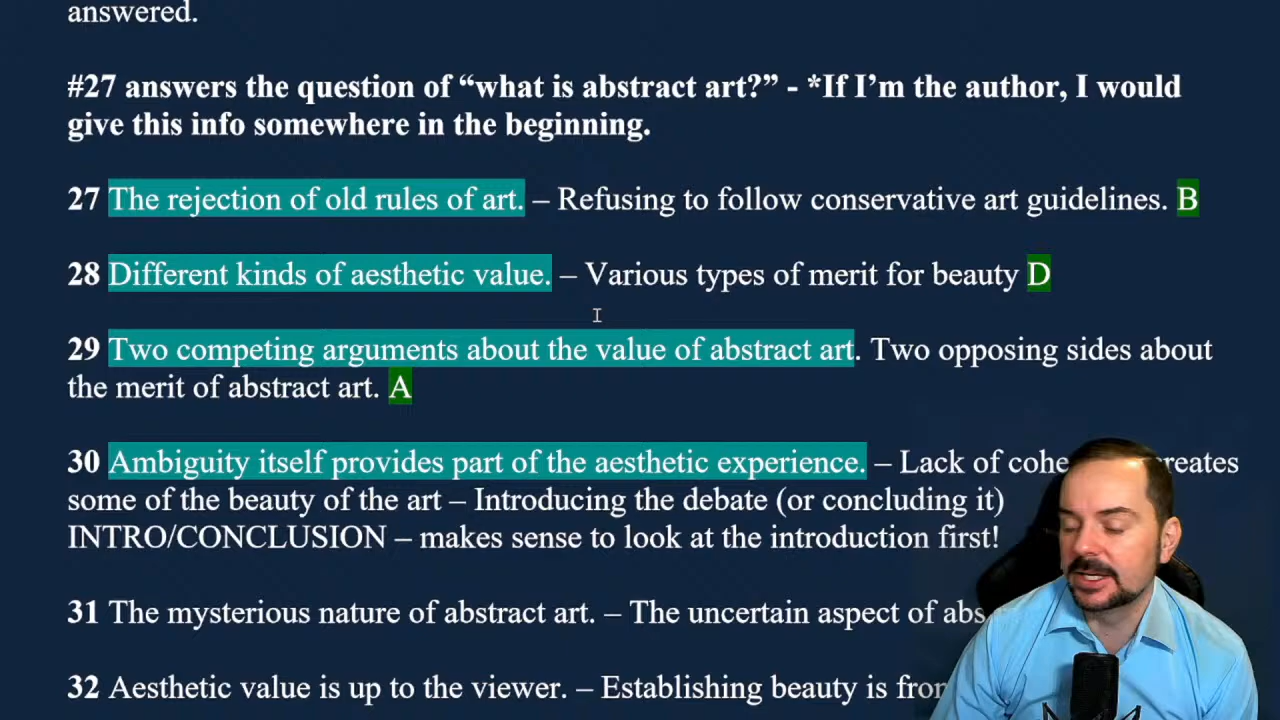 answered.
#27 answers the question of “what is abstract art?” - *If I’m the author, I would
give this info somewhere in the beginning.
27 The rejection of old rules of art. – Refusing to follow conservative art guidelines. B
28 Different kinds of aesthetic value. – Various types of merit for beauty D
29 Two competing arguments about the value of abstract art. Two opposing sides about
the merit of abstract art. A
30 Ambiguity itself provides part of the aesthetic experience. – Lack of
some of the beauty of the art – Introducing the debate (or concluding it)
INTRO/CONCLUSION – makes sense to look at the introduction first!
31 The mysterious nature of abstract art. – The uncertain aspect of
32 Aesthetic value is up to the viewer. – Establishing beauty is